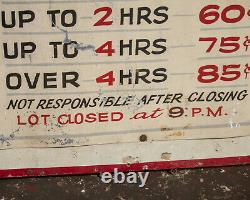 UP TO 2 HRS 60¢
UP TO 4 HRS 75¢
OVER 4 HRS 85¢
NOT RESPONSIBLE AFTER CLOSING
LOT CLOSED at 9 P.M.